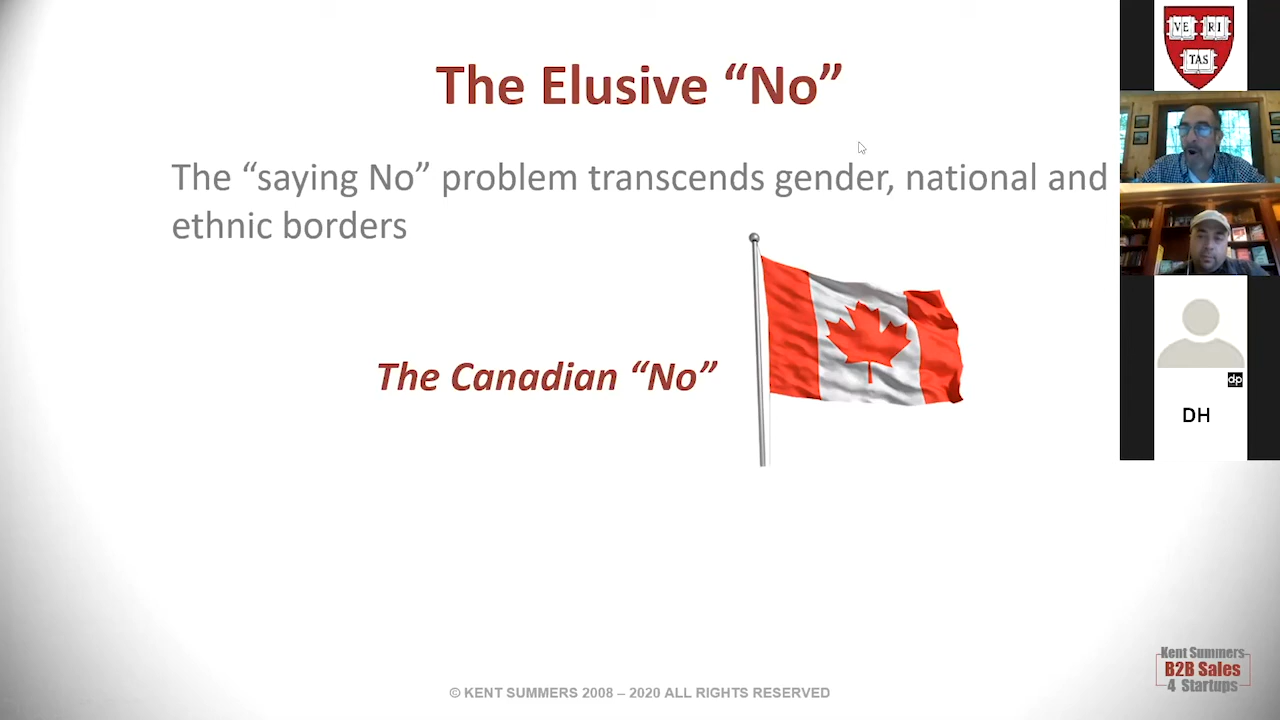 The Elusive “No”
The “saying No” problem transcends gender, national and
ethnic borders
The Canadian “No”
© KENT SUMMERS 2008 – 2020 ALL RIGHTS RESERVED
Kent Summers
B2B Sales
4 Startups
VE RI
TAS
dp
DH